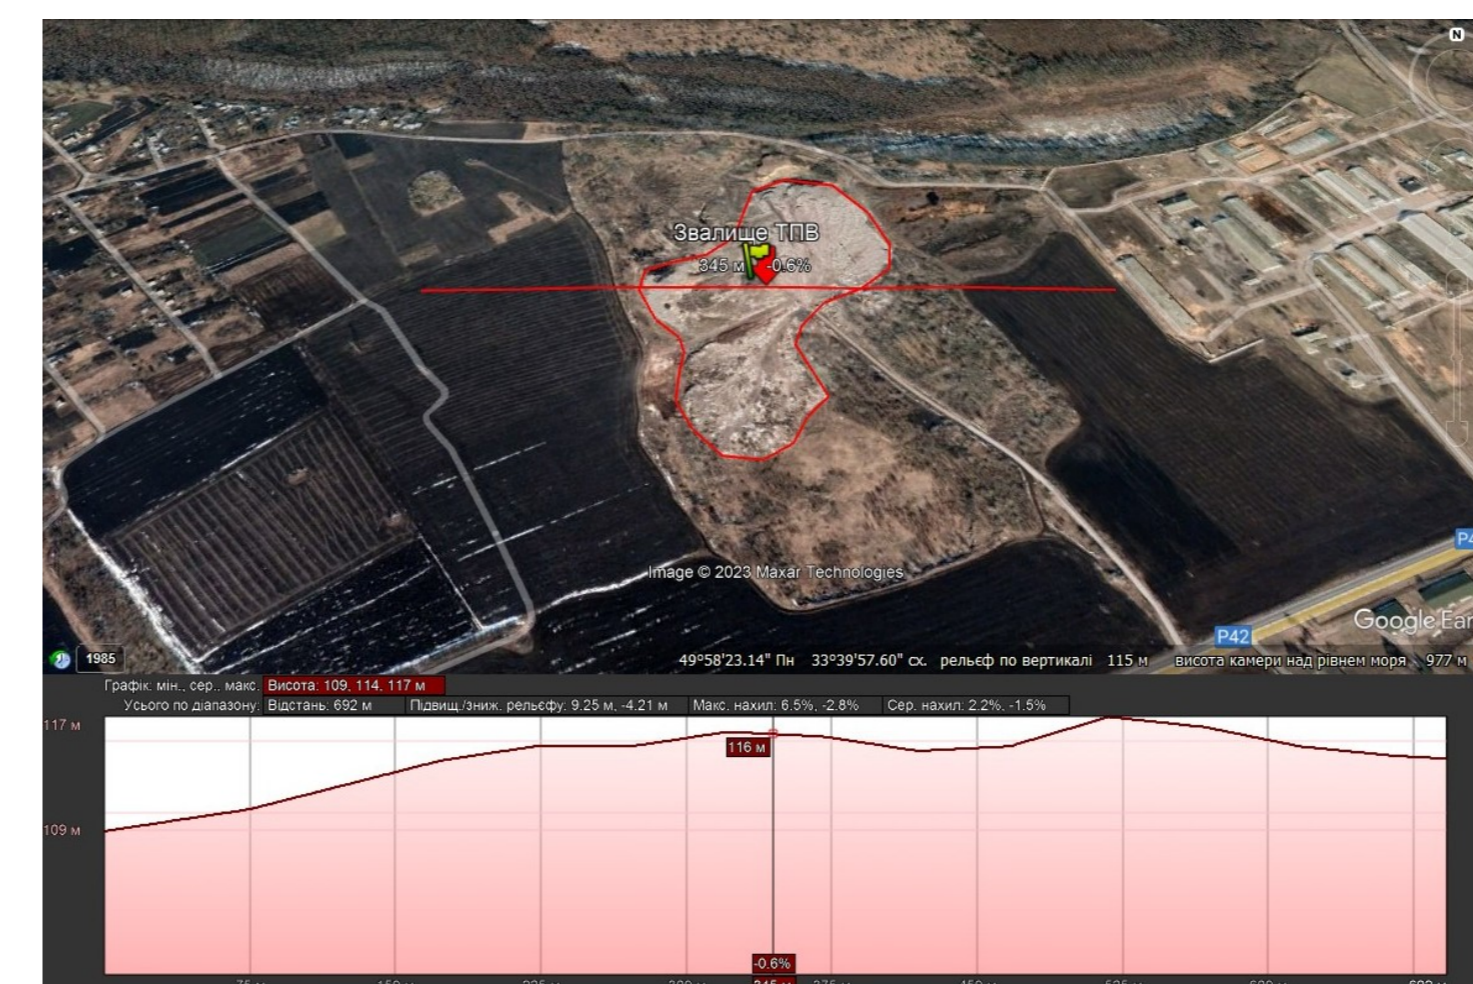 N
Звалище ТПВ
345 м -0.6%
P4
Image © 2023 Maxar Technologies
Google Ear
P42
1985
49°58'23.14" Пн 33°39'57.60" сх. рельєф по вертикалі 115 м висота камери над рівнем моря 977 м
Графік: мін., сер.. макс. Висота: 109, 114, 117 м
Усього по діапазону: Відстань: 692 м Підвищ./зниж. рельєфу: 9.25 м, -4.21 м Макс. нахил: 6.5%, -2.8% Сер. нахил: 2.2%, -1.5%
117 м
116 м
109 м
-0.6%